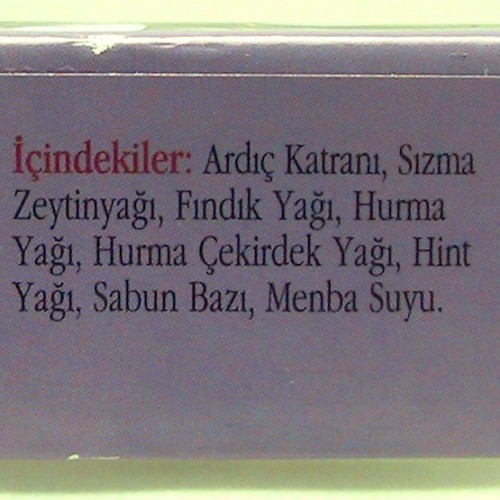 İçindekiler: Ardıç Katranı, Sızma
Zeytinyağı, Fındık Yağı, Hurma
Yağı, Hurma Çekirdek Yağı, Hint
Yağı, Sabun Bazı, Menba Suyu.